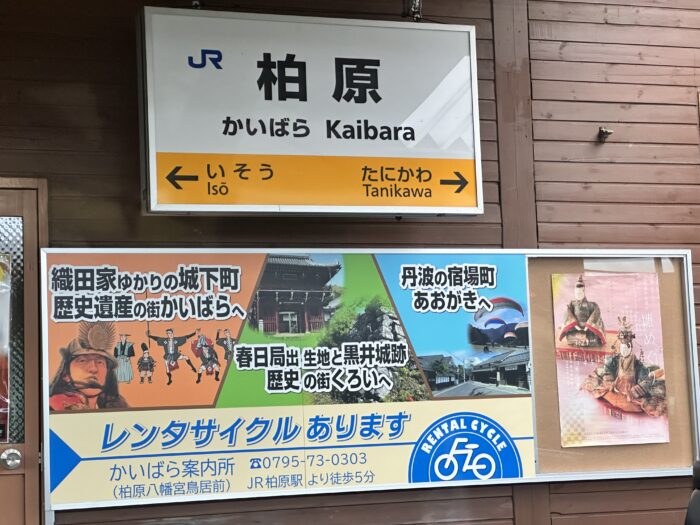 JR
柏原
かいばら Kaibara
← いそう
Isō
たにかわ →
Tanikawa
織田家ゆかりの城下町
歴史遺産の街かいばらへ
春日局出生地と黒井城跡
歴史の街くろいへ
丹波の宿場町
あおがきへ
レンタサイクルあります
かいばら案内所
(柏原八幡宮鳥居前)
☎0795-73-0303
JR柏原駅より徒歩5分
RENTAL CYCLE